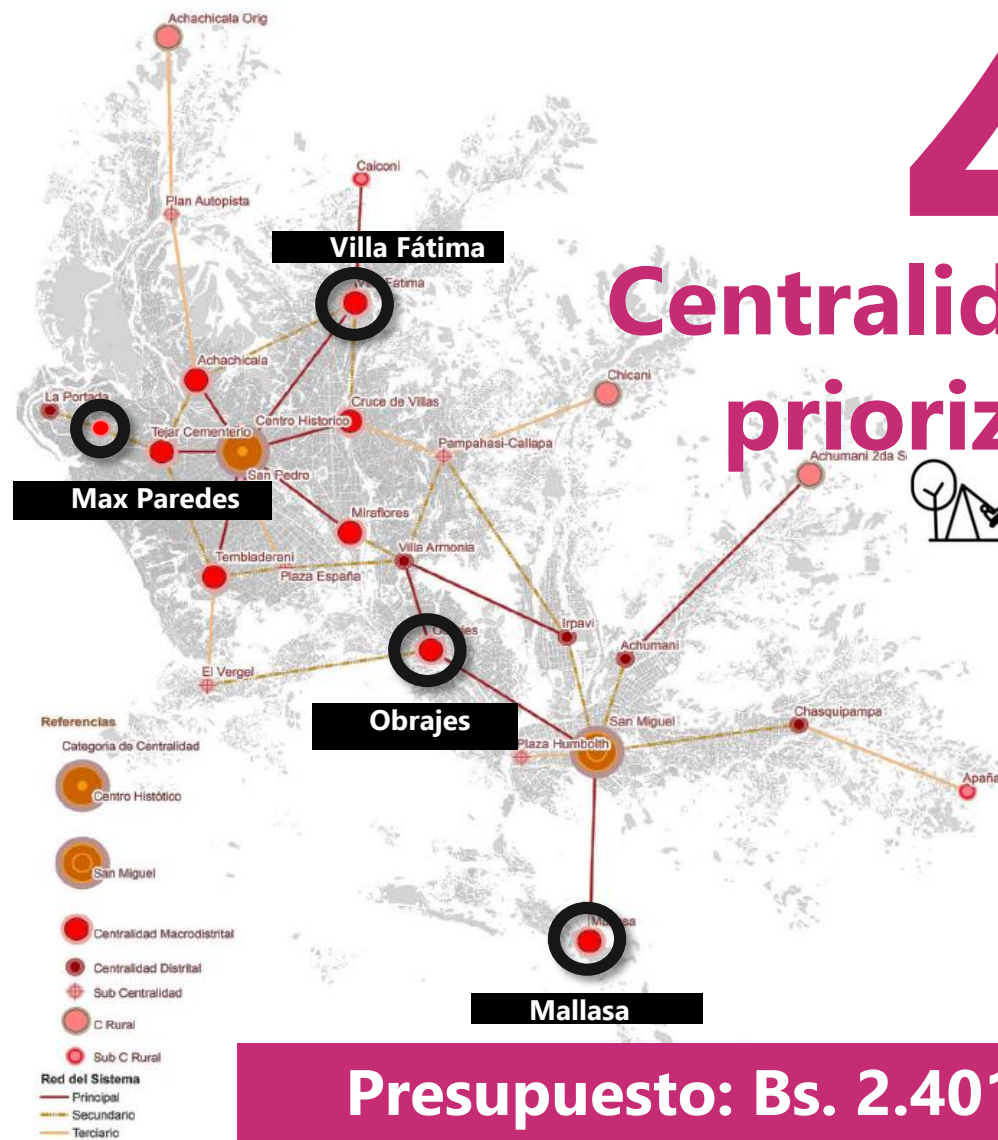 Achachicala Orig
4
Caiconi
Plan Autopista
Villa Fátima
Centralid
prioriz
Achachicala
Chicani
La Portada
Cruce de Villas
Centro Historico
Tejar Cementerio
Pampahasi-Callapa
Achumani 2da S
San Pedro
Max Paredes
Miraflores
Villa Armonia
Tembladerani
Plaza España
Irpavi
Achumani
El Vergel
Obrajes
Referencias
San Miguel
Chasquipampa
Categoria de Centralidad
Plaza Humbolth
Centro Histótico
Apaña
San Miguel
Centralidad Macrodistrital
Centralidad Distrital
Sub Centralidad
Mallasa
C Rural
Sub C Rural
Red del Sistema
Principal
Secundario
Terciario
Presupuesto: Bs. 2.401